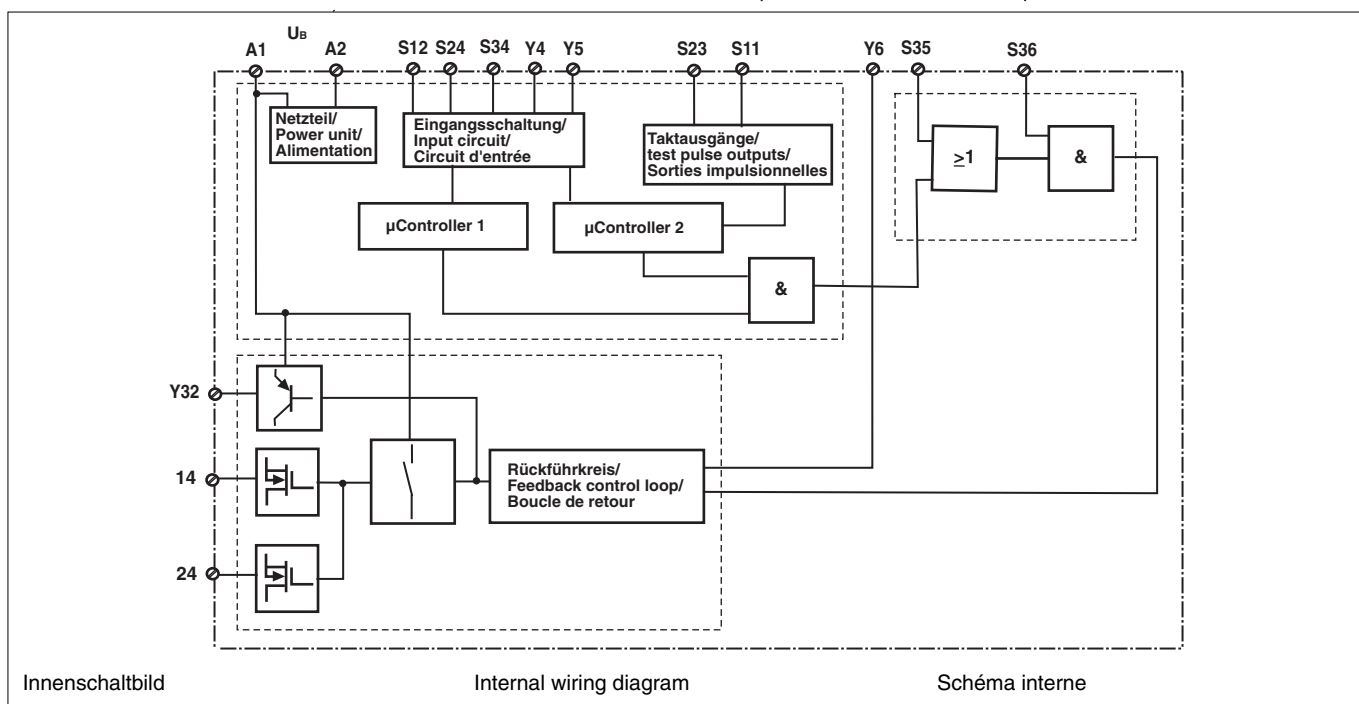 UB
A1 A2 S12 S24 S34 Y4 Y5 S23 S11 Y6 S35 S36
Netzteil/
Power unit/
Alimentation
Eingangsschaltung/
Input circuit/
Circuit d'entrée
Taktausgänge/
test pulse outputs/
Sorties impulsionnelles
≥1
&
µController 1
µController 2
&
Y32
14
24
Rückführkreis/
Feedback control loop/
Boucle de retour
Innenschaltbild
Internal wiring diagram
Schéma interne